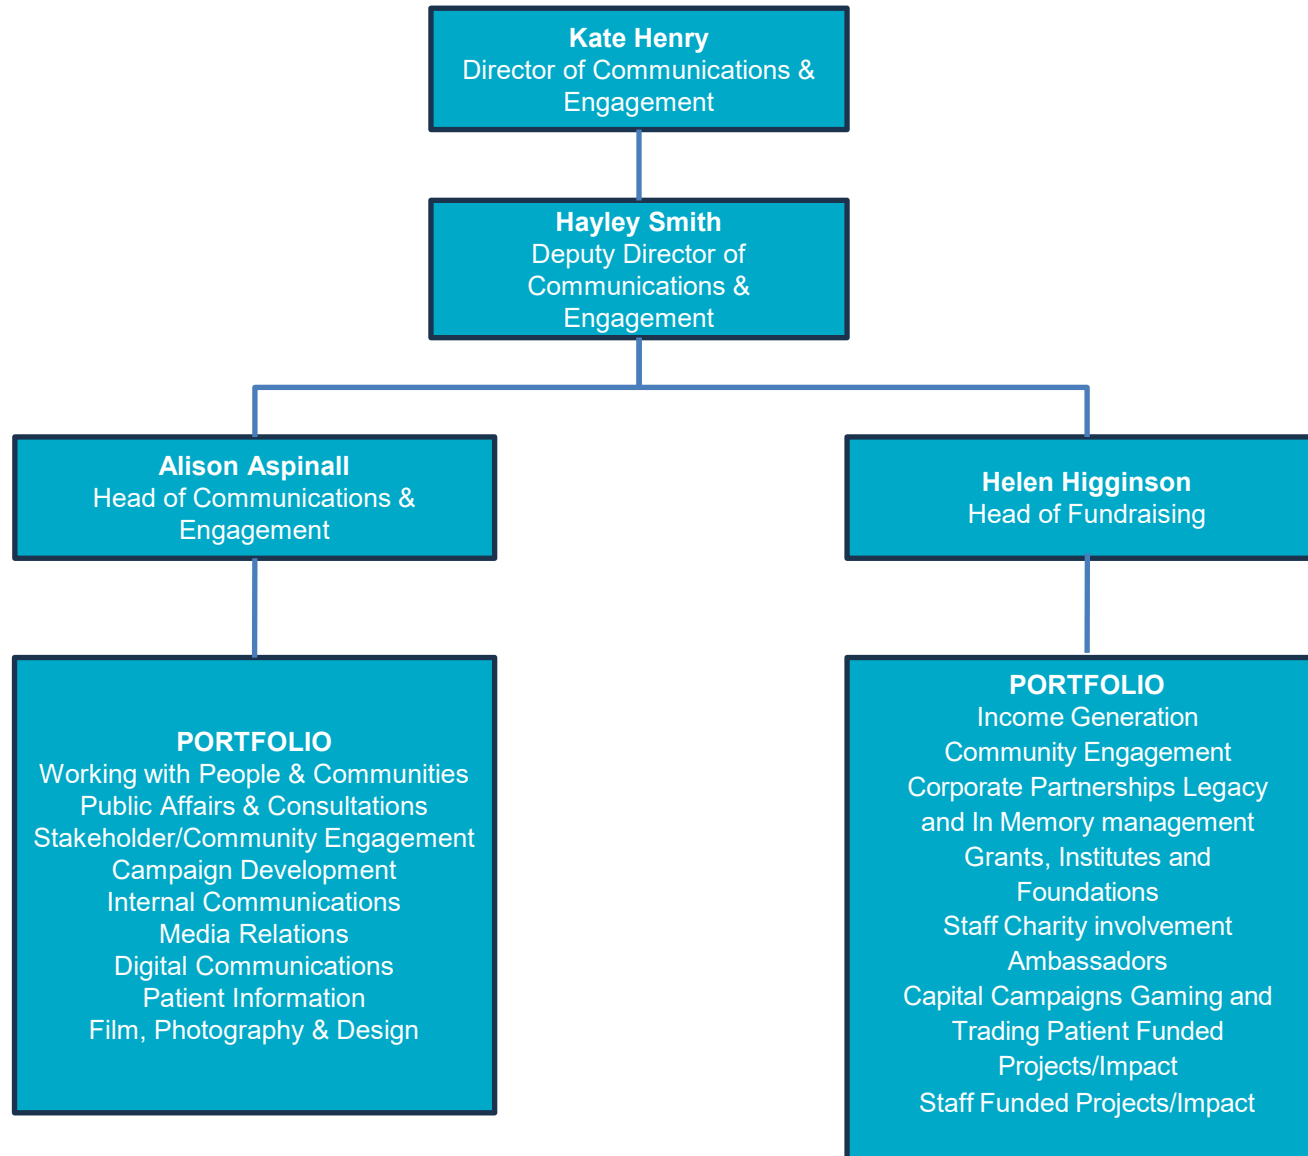 Kate Henry
Director of Communications &
Engagement
Hayley Smith
Deputy Director of
Communications &
Engagement
Alison Aspinall
Head of Communications &
Engagement
Helen Higginson
Head of Fundraising
PORTFOLIO
Working with People & Communities
Public Affairs & Consultations
Stakeholder/Community Engagement
Campaign Development
Internal Communications
Media Relations
Digital Communications
Patient Information
Film, Photography & Design
PORTFOLIO
Income Generation
Community Engagement
Corporate Partnerships Legacy
and In Memory management
Grants, Institutes and
Foundations
Staff Charity involvement
Ambassadors
Capital Campaigns Gaming and
Trading Patient Funded
Projects/Impact
Staff Funded Projects/Impact